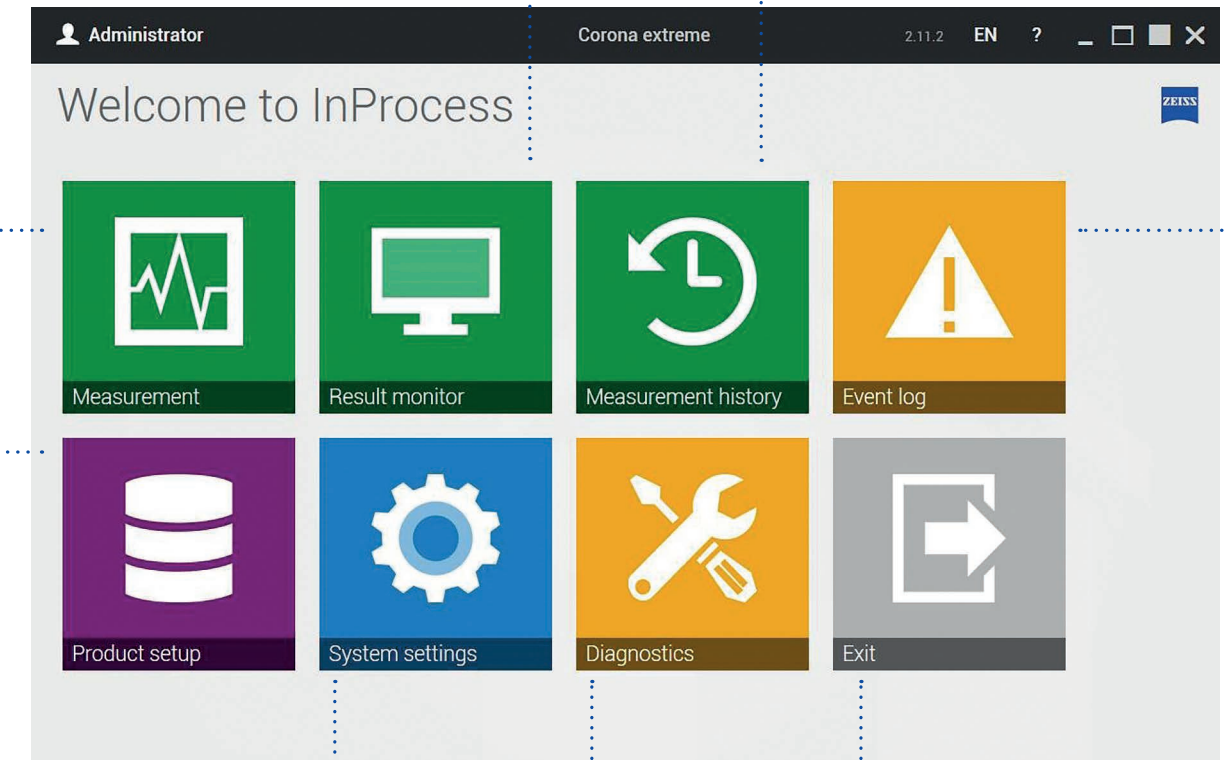 Administrator
Corona extreme
2.11.2 EN ?
Welcome to InProcess
ZEISS
Measurement
Result monitor
Measurement history
Event log
Product setup
System settings
Diagnostics
Exit